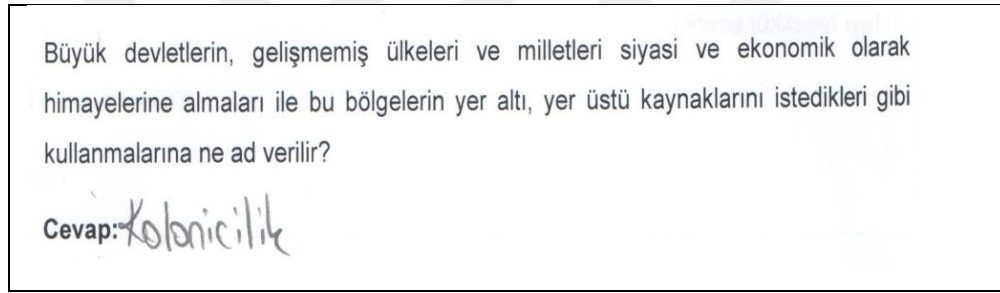 Büyük devletlerin, gelişmemiş ülkeleri ve milletleri siyasi ve ekonomik olarak
himayelerine almaları ile bu bölgelerin yer altı, yer üstü kaynaklarını istedikleri gibi
kullanmalarına ne ad verilir?
Cevap: Kolonicilik